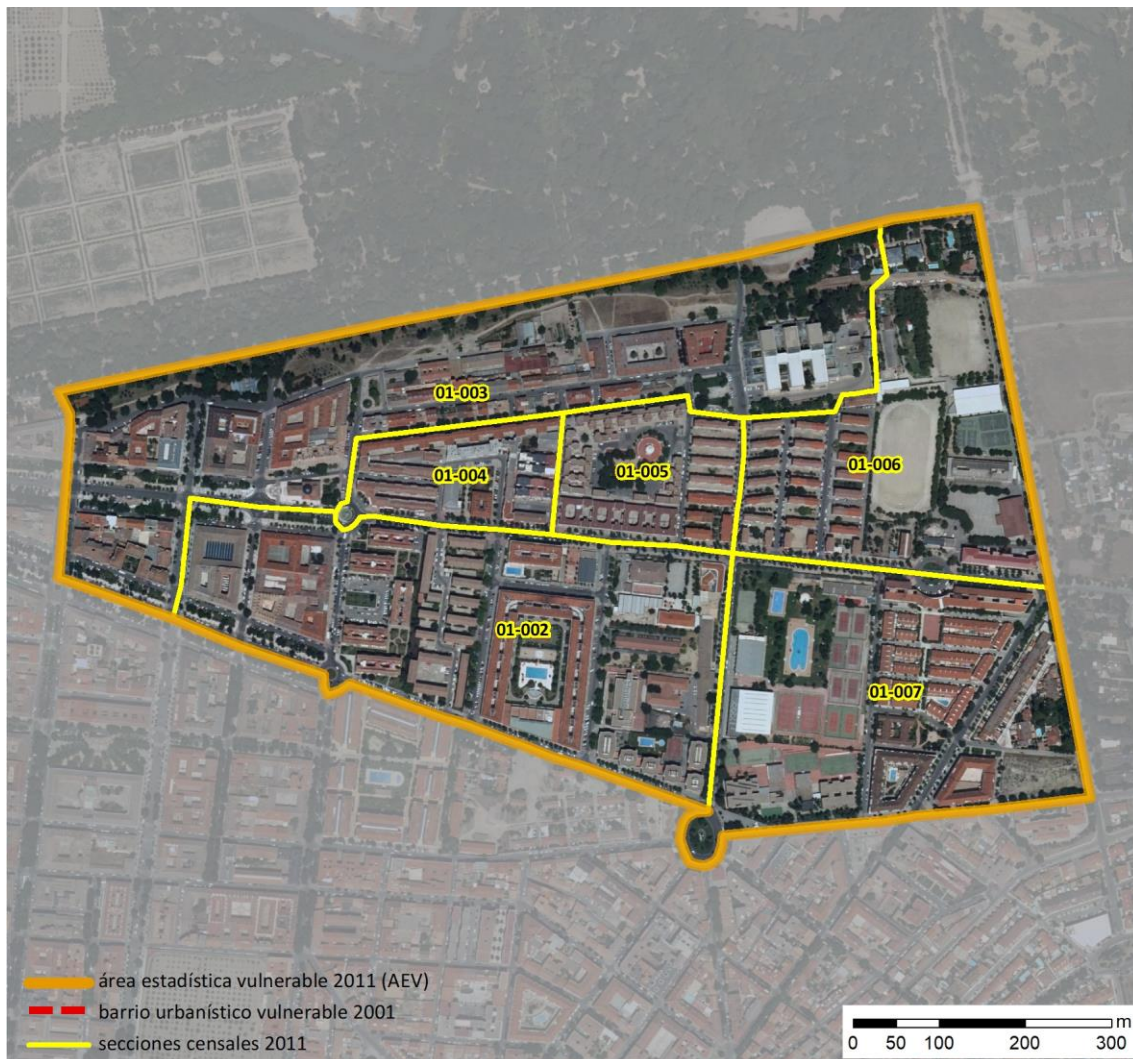 01-003
01-004
01-005
01-006
01-002
01-007
área estadística vulnerable 2011 (AEV)
barrio urbanístico vulnerable 2001
secciones censales 2011
m
0 50 100 200 300